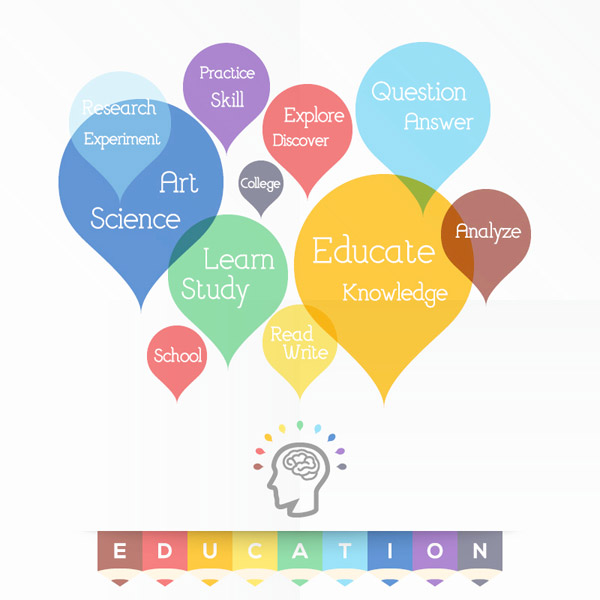 Research
Experiment
Practice
Skill
Explore
Discover
Question
Answer
Art
Science
College
Learn
Study
Educate
Knowledge
Analyze
School
Read
Write
EDUCATION